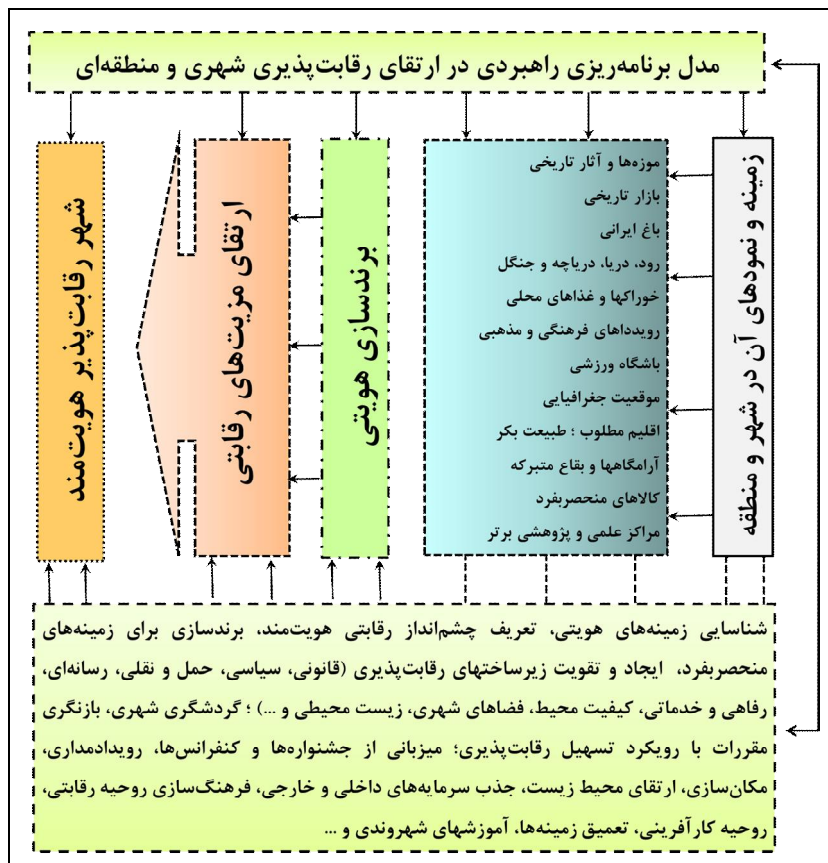 مدل برنامه‌ریزی راهبردی در ارتقای رقابت‌پذیری شهری و منطقه‌ای
زمینه و نمودهای آن در شهر و منطقه
موزه‌ها و آثار تاریخی
بازار تاریخی
باغ ایرانی
رود، دریا، دریاچه و جنگل
خوراکها و غذاهای محلی
رویدداهای فرهنگی و مذهبی
باشگاه ورزشی
موقعیت جغرافیایی
اقلیم مطلوب ؛ طبیعت بکر
آرامگاهها و بقاع متبرکه
کالاهای منحصربفرد
مراکز علمی و پژوهشی برتر
برندسازی هویتی
ارتقای مزیت‌های رقابتی
شهر رقابت‌پذیر هویت‌مند
شناسایی زمینه‌های هویتی، تعریف چشم‌انداز رقابتی هویت‌مند، برندسازی برای زمینه‌های
منحصربفرد، ایجاد و تقویت زیرساختهای رقابت‌پذیری (قانونی، سیاسی، حمل و نقلی، رسانه‌ای،
رفاهی و خدماتی، کیفیت محیط، فضاهای شهری، زیست محیطی و ...) ؛ گردشگری شهری، بازنگری
مقررات با رویکرد تسهیل رقابت‌پذیری؛ میزبانی از جشنواره‌ها و کنفرانس‌ها، رویدادمداری،
مکان‌سازی، ارتقای محیط زیست، جذب سرمایه‌های داخلی و خارجی، فرهنگ‌سازی روحیه رقابتی،
روحیه کارآفرینی، تعمیق زمینه‌ها، آموزشهای شهروندی و ...